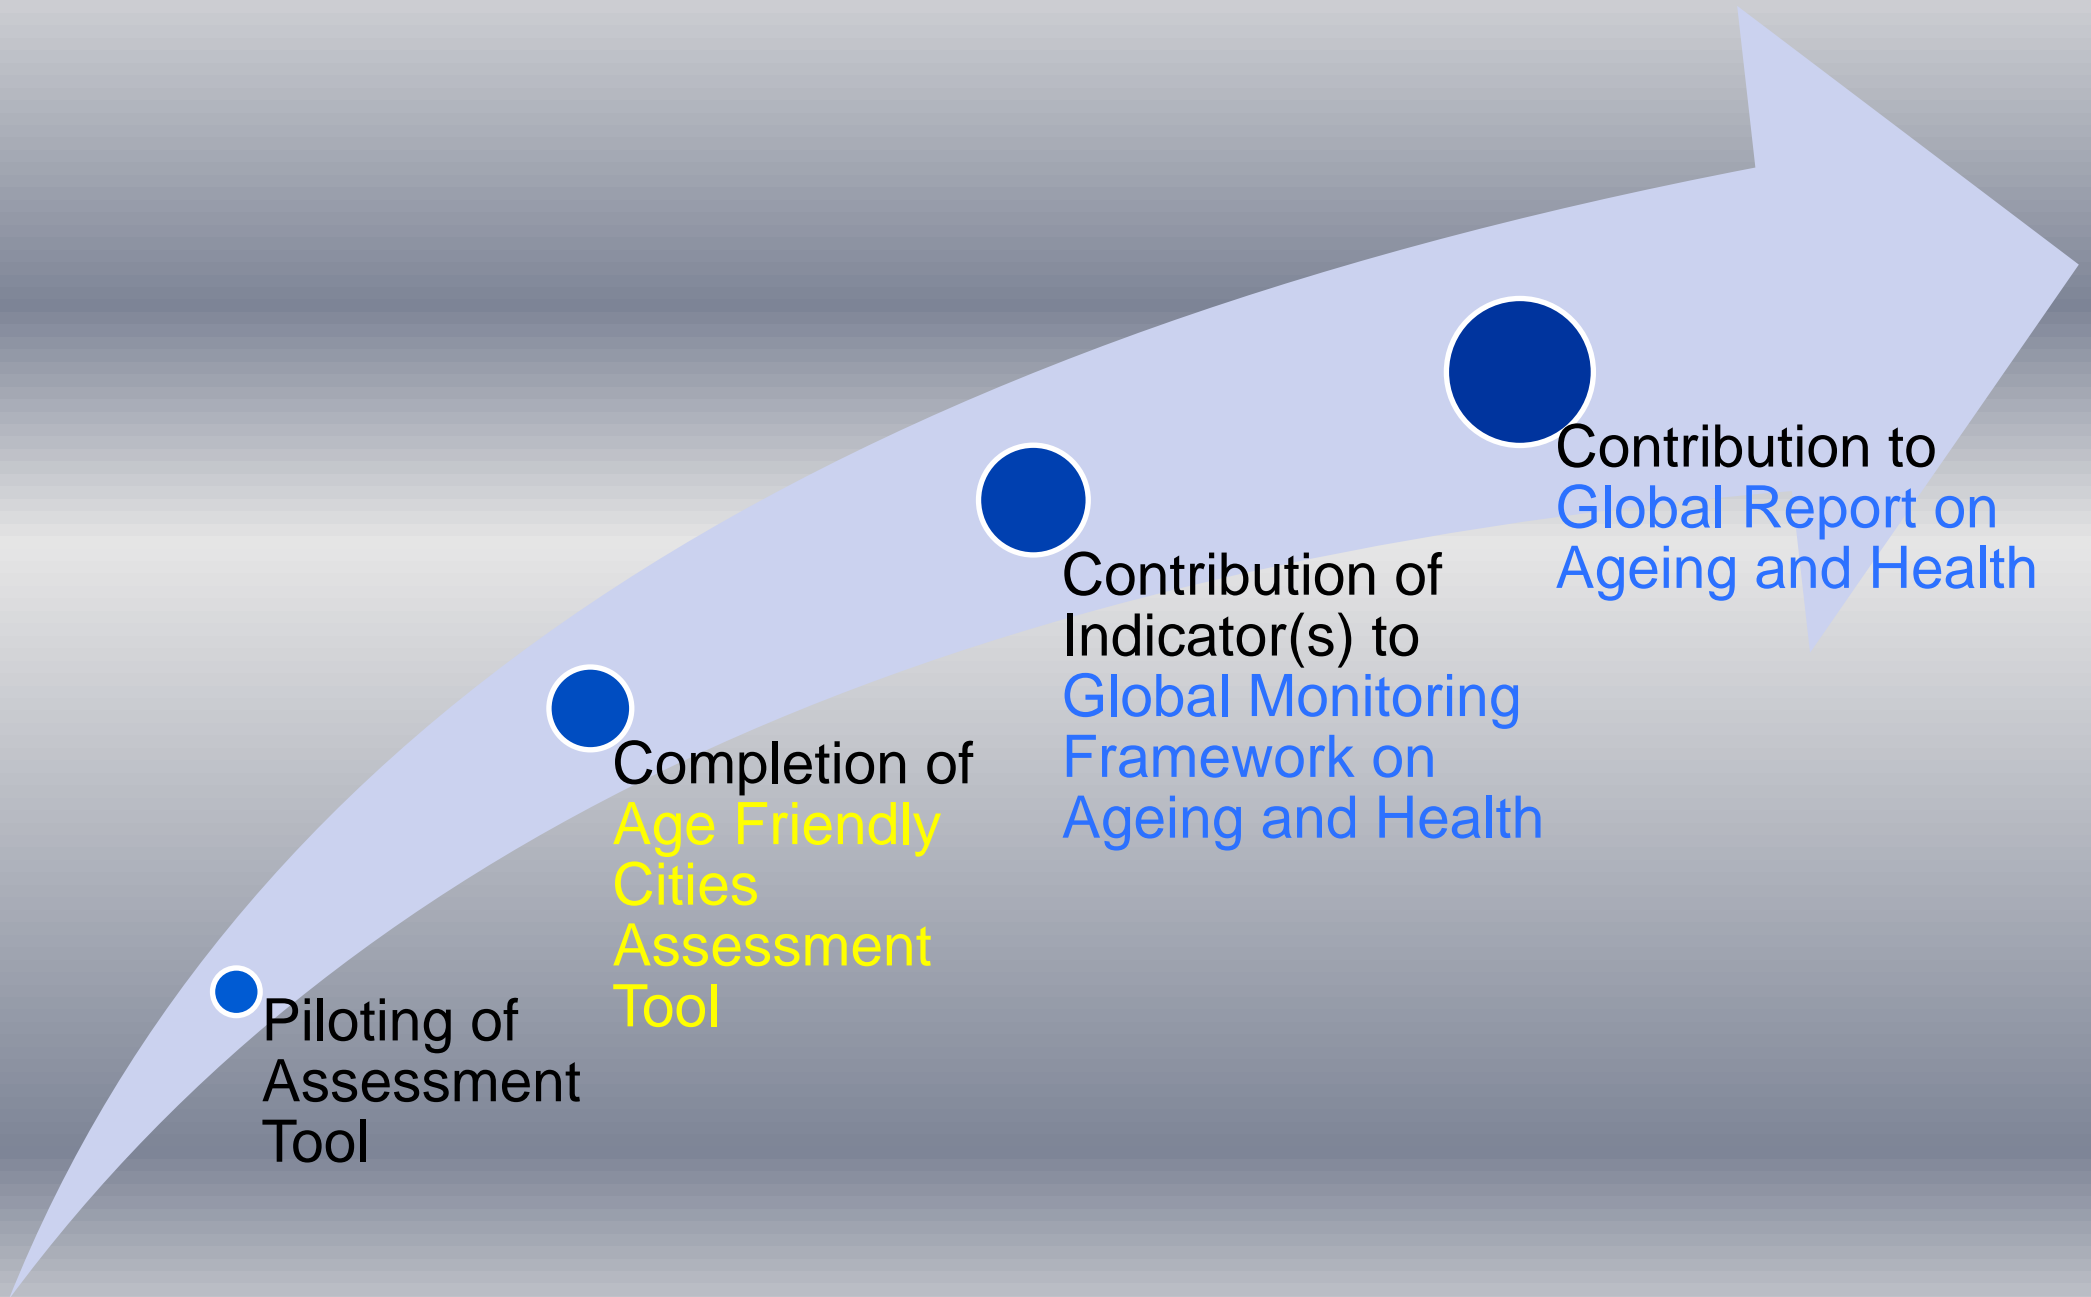 Piloting of
Assessment
Tool
Completion of
Age Friendly
Cities
Assessment
Tool
Contribution of
Indicator(s) to
Global Monitoring
Framework on
Ageing and Health
Contribution to
Global Report on
Ageing and Health